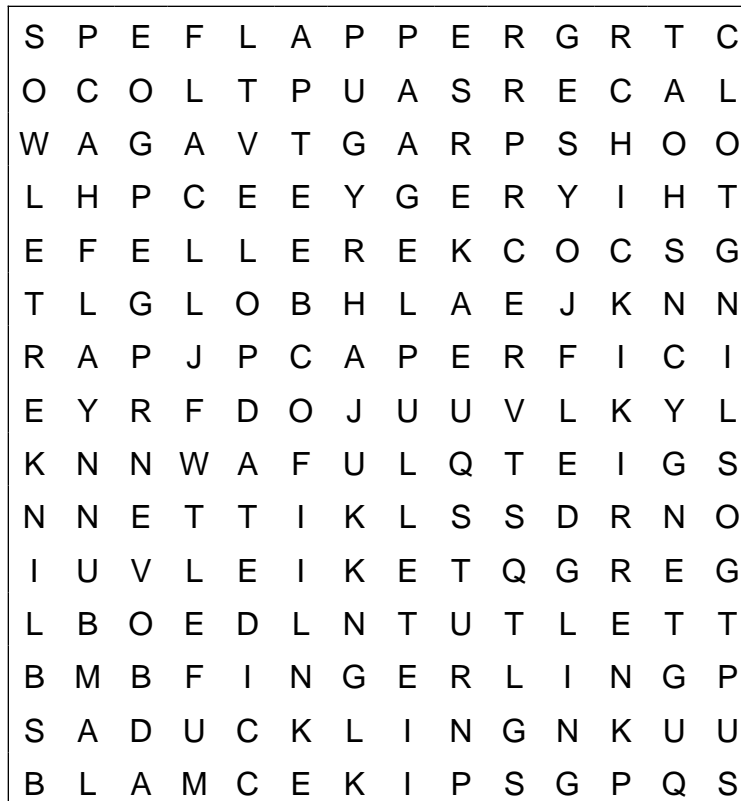 S P E F L A P P E R G R T C
O C O L T P U A S R E C A L
W A G A V T G A R P S H O O
L H P C E E Y G E R Y I H T
E F E L L E R E K C O C S G
T L G L O B H L A E J K N N
R A P J P C A P E R F I C I
E Y R F D O J U U V L K Y L
K N N W A F U L Q T E I G S
N N E T T I K L S S D R N O
I U V L E I K E T Q G R E G
L B O E D L N T U T L E T T
B M B F I N G E R L I N G P
S A D U C K L I N G N K U U
B L A M C E K I P S G P Q S